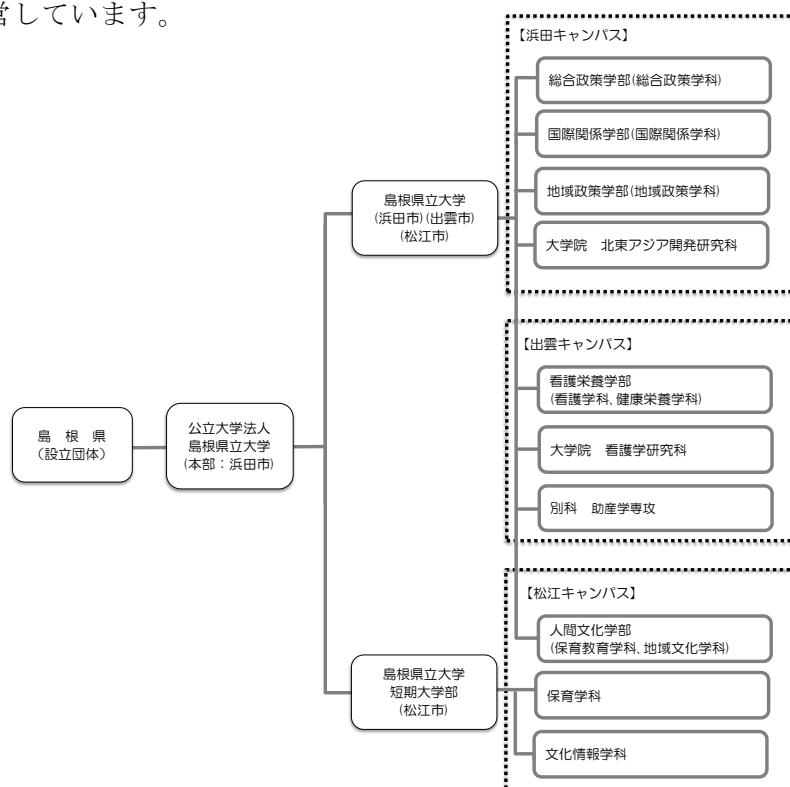 営しています。
【浜田キャンパス】
総合政策学部(総合政策学科)
国際関係学部(国際関係学科)
地域政策学部(地域政策学科)
大学院　北東アジア開発研究科
島根県立大学
(浜田市)(出雲市)
(松江市)
【出雲キャンパス】
看護栄養学部
(看護学科、健康栄養学科)
大学院　看護学研究科
別科　助産学専攻
島　根　県
（設立団体）
公立大学法人
島根県立大学
(本部：浜田市)
【松江キャンパス】
人間文化学部
(保育教育学科、地域文化学科)
島根県立大学
短期大学部
(松江市)
保育学科
文化情報学科